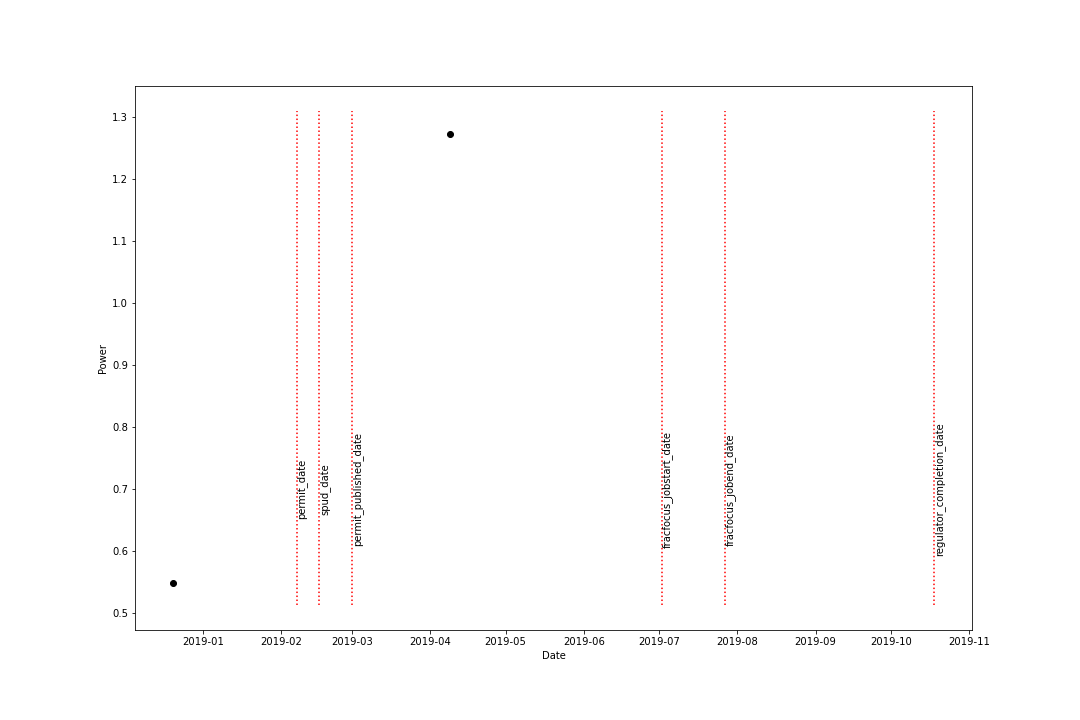 1.3
1.2
1.1
1.0
0.9
0.8
0.7
0.6
0.5
Power
permit_date
spud_date
permit_published_date
fracfocus_jobstart_date
fracfocus_jobend_date
regulator_completion_date
2019-01
2019-02
2019-03
2019-04
2019-05
2019-06
2019-07
2019-08
2019-09
2019-10
2019-11
Date